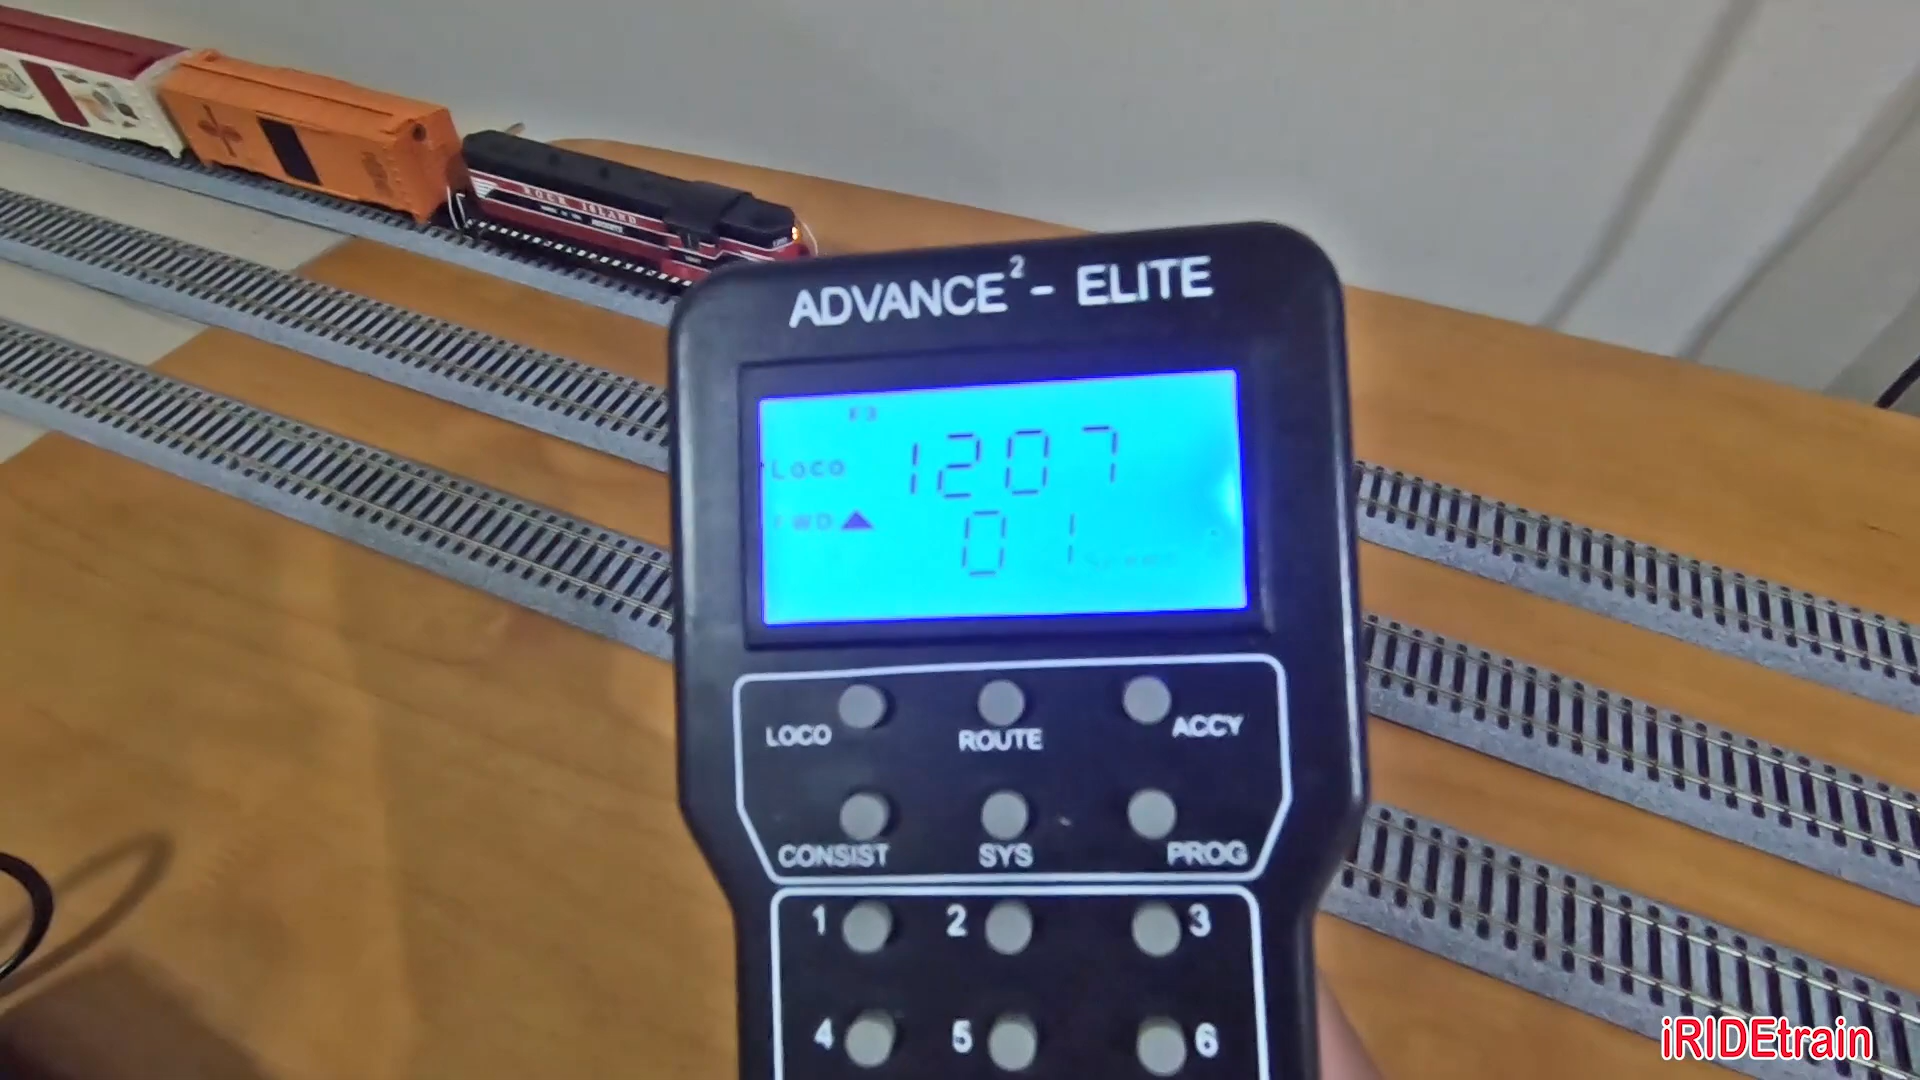 ROCK ISLAND
ADVANCE²- ELITE
F3
Loco 1207
FWD 01
LOCO
ROUTE
ACCY
CONSIST
SYS
PROG
1 2 3
4 5 6
iRIDEtrain